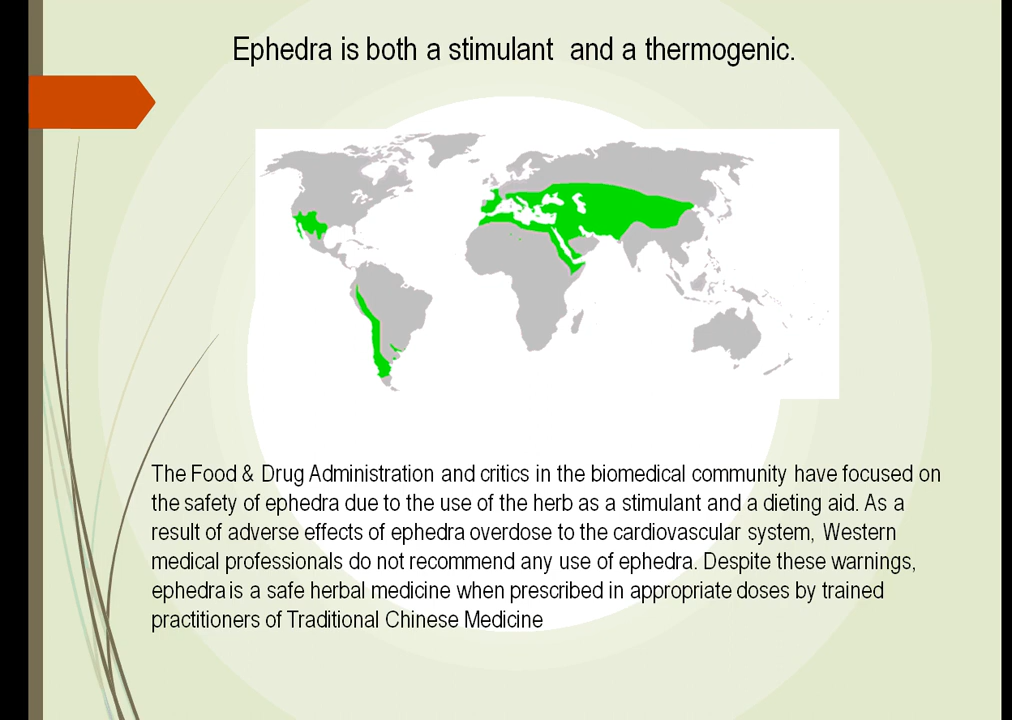 Ephedra is both a stimulant and a thermogenic.
The Food & Drug Administration and critics in the biomedical community have focused on
the safety of ephedra due to the use of the herb as a stimulant and a dieting aid. As a
result of adverse effects of ephedra overdose to the cardiovascular system, Western
medical professionals do not recommend any use of ephedra. Despite these warnings,
ephedra is a safe herbal medicine when prescribed in appropriate doses by trained
practitioners of Traditional Chinese Medicine